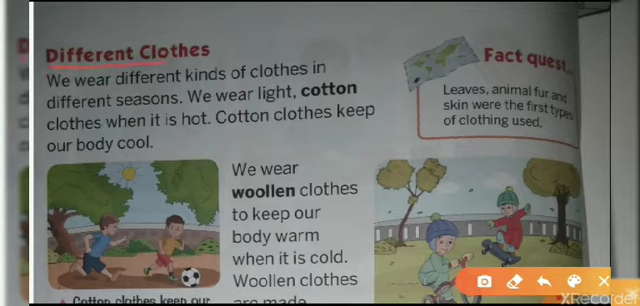 Different Clothes
We wear different kinds of clothes in
different seasons. We wear light, cotton
clothes when it is hot. Cotton clothes keep
our body cool.
Fact quest
Leaves, animal fur and
skin were the first types
of clothing used.
We wear
woollen clothes
to keep our
body warm
when it is cold.
Woollen clothes
are made
Cotton clothes keep our
XRecorder